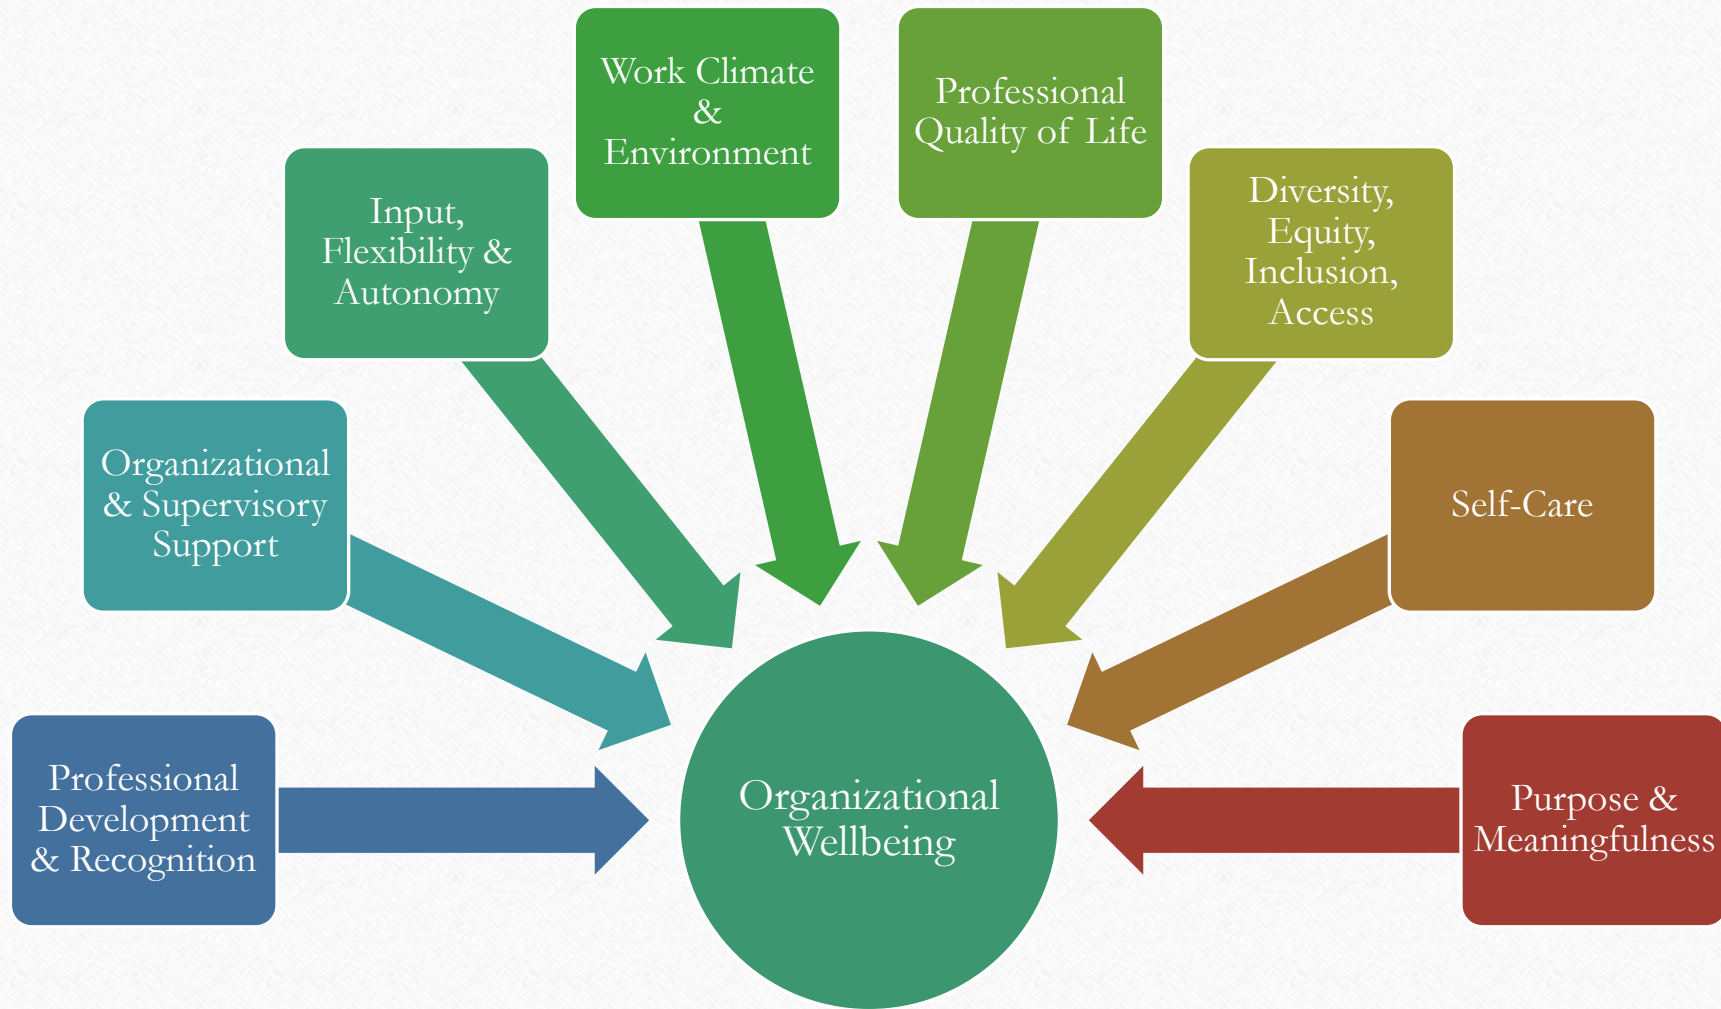 Work Climate
&
Environment
Professional
Quality of Life
Input,
Flexibility &
Autonomy
Diversity,
Equity,
Inclusion,
Access
Organizational
& Supervisory
Support
Self-Care
Professional
Development
& Recognition
Organizational
Wellbeing
Purpose &
Meaningfulness